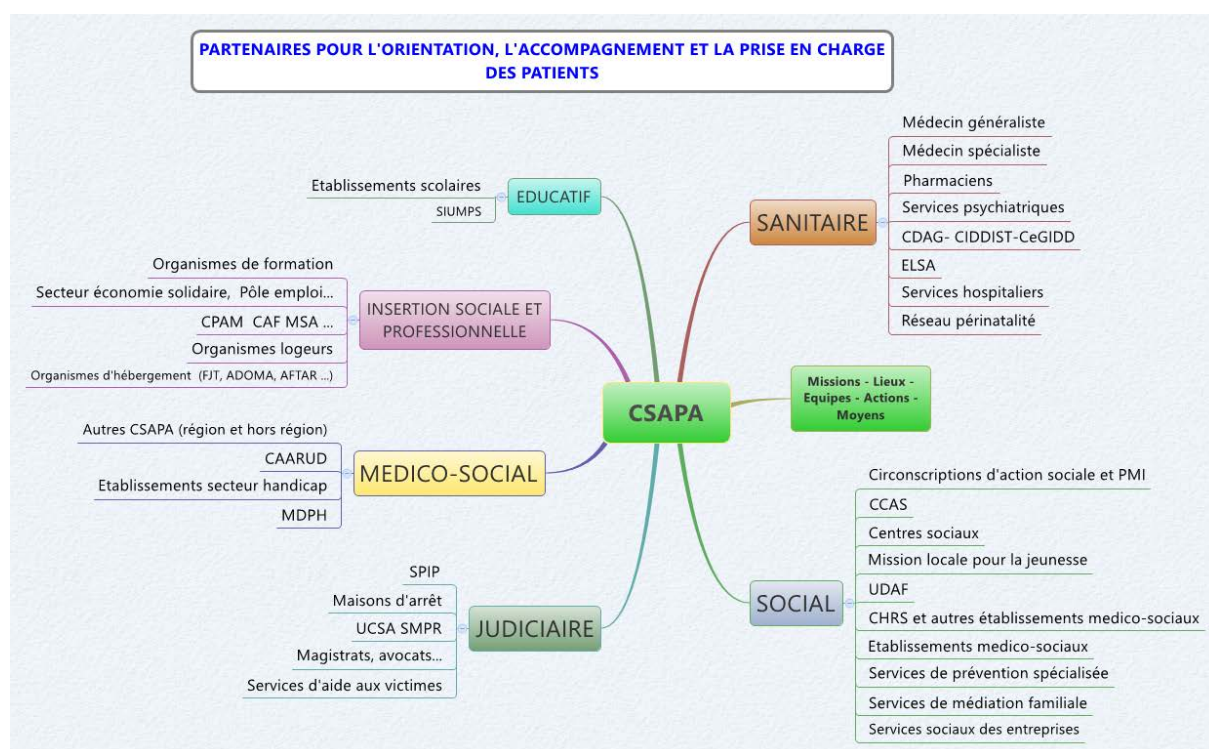 PARTENAIRES POUR L'ORIENTATION, L'ACCOMPAGNEMENT ET LA PRISE EN CHARGE
DES PATIENTS
EDUCATIF
Etablissements scolaires
SIUMPS
INSERTION SOCIALE ET
PROFESSIONNELLE
Organismes de formation
Secteur économie solidaire, Pôle emploi...
CPAM CAF MSA ...
Organismes logeurs
Organismes d'hébergement (FJT, ADOMA, AFTAR ...)
MEDICO-SOCIAL
Autres CSAPA (région et hors région)
CAARUD
Etablissements secteur handicap
MDPH
JUDICIAIRE
SPIP
Maisons d'arrêt
UCSA SMPR
Magistrats, avocats...
Services d'aide aux victimes
CSAPA
SANITAIRE
Médecin généraliste
Médecin spécialiste
Pharmaciens
Services psychiatriques
CDAG- CIDDIST-CeGIDD
ELSA
Services hospitaliers
Réseau périnatalité
Missions - Lieux -
Equipes - Actions -
Moyens
SOCIAL
Circonscriptions d'action sociale et PMI
CCAS
Centres sociaux
Mission locale pour la jeunesse
UDAF
CHRS et autres établissements medico-sociaux
Etablissements medico-sociaux
Services de prévention spécialisée
Services de médiation familiale
Services sociaux des entreprises